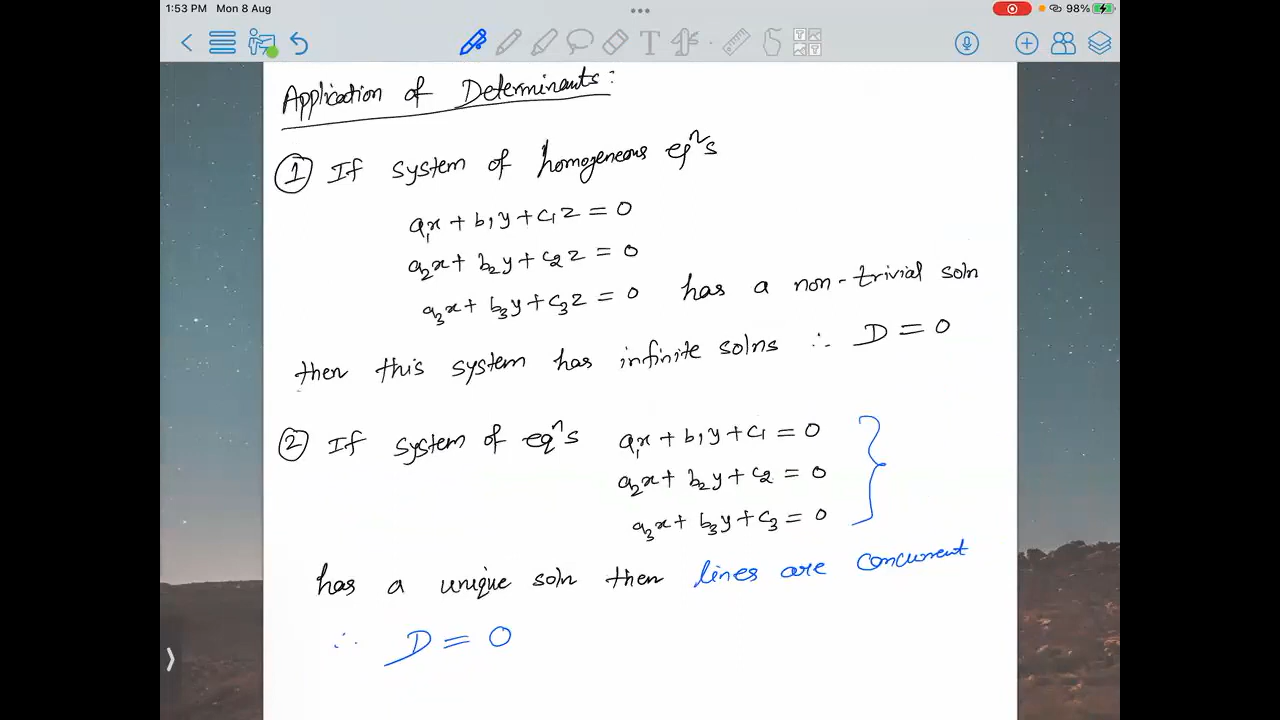 1:53 PM Mon 8 Aug
98%
Application of Determinants:
① If system of homogeneous eqⁿs
a₁x + b₁y + c₁z = 0
a₂x + b₂y + c₂z = 0
a₃x + b₃y + c₃z = 0 has a non-trivial soln
then this system has infinite solns ∴ D = 0
② If system of eqⁿs a₁x + b₁y + c₁ = 0
a₂x + b₂y + c₂ = 0
a₃x + b₃y + c₃ = 0
has a unique soln then lines are concurrent
∴ D = 0